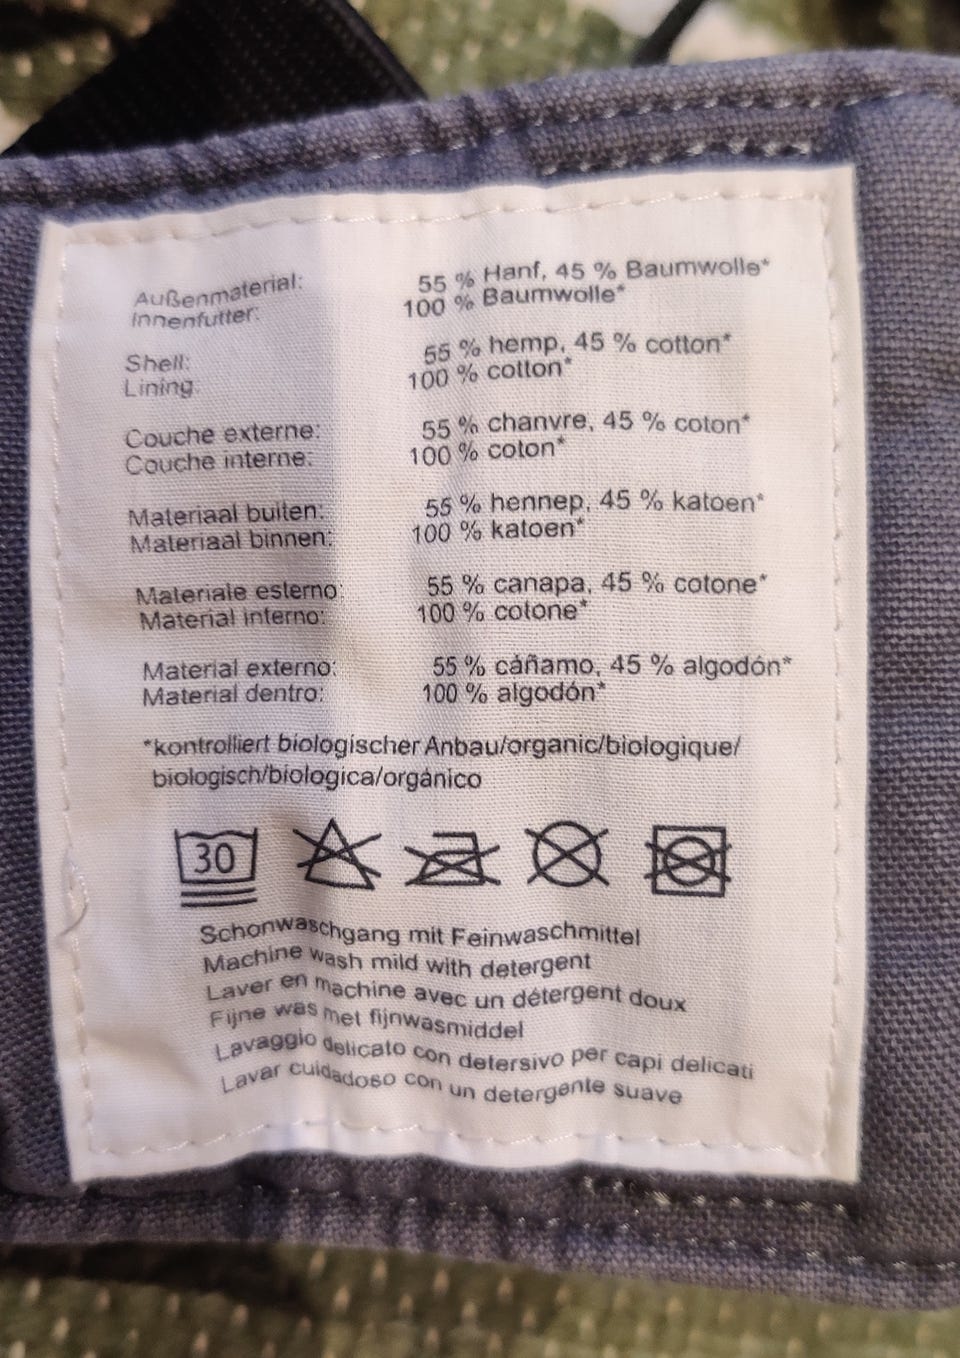 Außenmaterial: 55 % Hanf, 45 % Baumwolle*
Innenfutter: 100 % Baumwolle*
Shell: 55 % hemp, 45 % cotton*
Lining: 100 % cotton*
Couche externe: 55 % chanvre, 45 % coton*
Couche interne: 100 % coton*
Materiaal buiten: 55 % hennep, 45 % katoen*
Materiaal binnen: 100 % katoen*
Materiale esterno: 55 % canapa, 45 % cotone*
Material interno: 100 % cotone*
Material externo: 55 % cáñamo, 45 % algodón*
Material dentro: 100 % algodón*
*kontrolliert biologischer Anbau/organic/biologique/
biologisch/biologica/orgánico
30
Schonwaschgang mit Feinwaschmittel
Machine wash mild with detergent
Laver en machine avec un détergent doux
Fijne was met fijnwasmiddel
Lavaggio delicato con detersivo per capi delicati
Lavar cuidadoso con un detergente suave